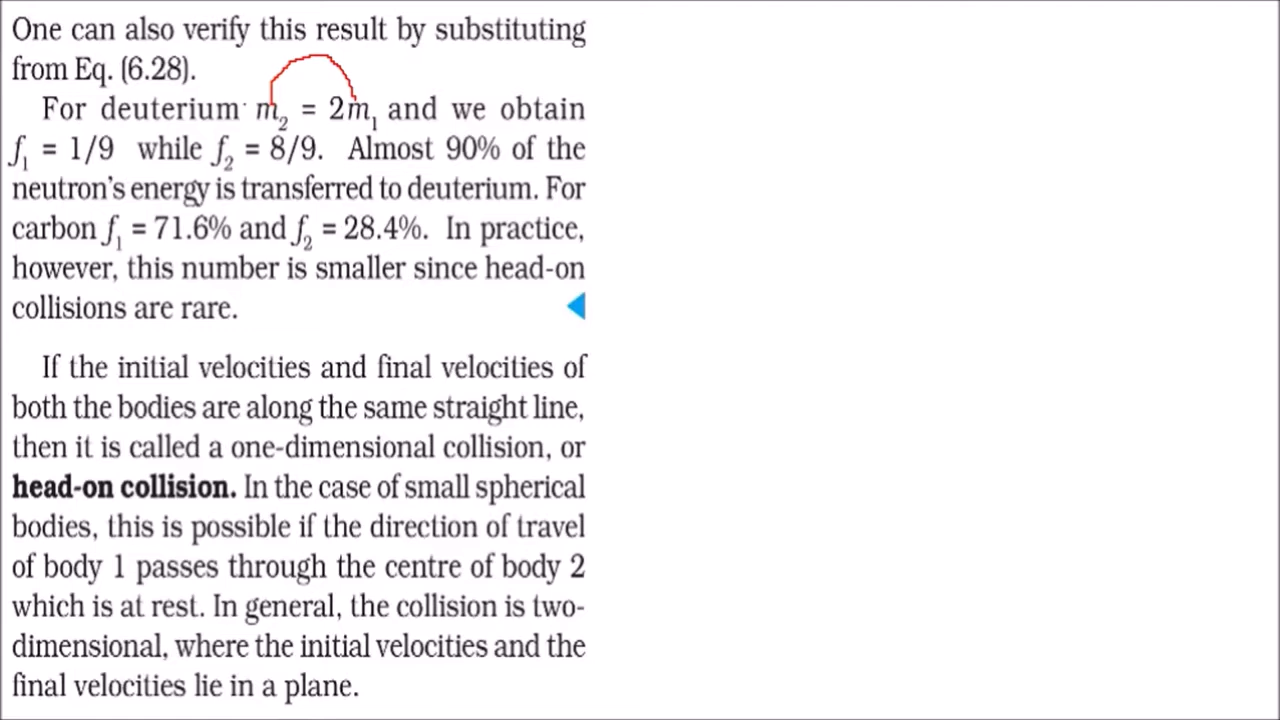 One can also verify this result by substituting
from Eq. (6.28).
For deuterium m₂ = 2m₁ and we obtain
f₁ = 1/9 while f₂ = 8/9. Almost 90% of the
neutron's energy is transferred to deuterium. For
carbon f₁ = 71.6% and f₂ = 28.4%. In practice,
however, this number is smaller since head-on
collisions are rare.
If the initial velocities and final velocities of
both the bodies are along the same straight line,
then it is called a one-dimensional collision, or
head-on collision. In the case of small spherical
bodies, this is possible if the direction of travel
of body 1 passes through the centre of body 2
which is at rest. In general, the collision is two-
dimensional, where the initial velocities and the
final velocities lie in a plane.